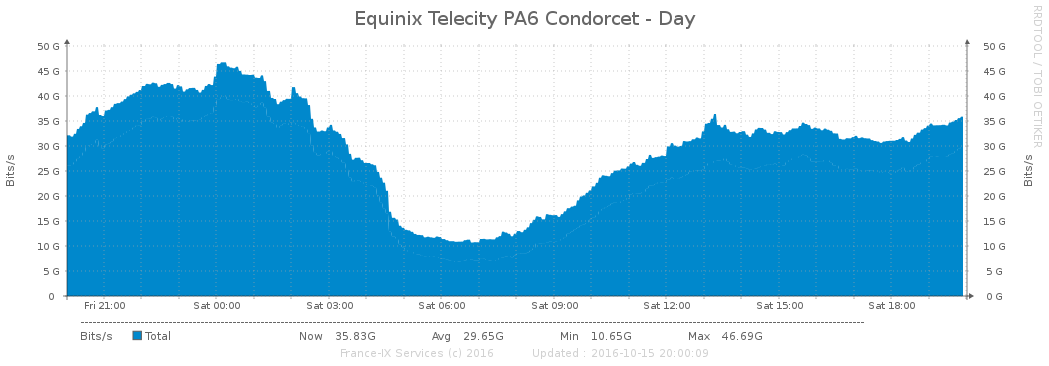 Equinix Telecity PA6 Condorcet - Day
RRDTOOL / TOBI OETIKER
50 G 50 G
45 G 45 G
40 G 40 G
35 G 35 G
30 G 30 G
25 G 25 G
20 G 20 G
15 G 15 G
10 G 10 G
5 G 5 G
0 0 G
Bits/s
Bits/s
Fri 21:00 Sat 00:00 Sat 03:00 Sat 06:00 Sat 09:00 Sat 12:00 Sat 15:00 Sat 18:00
Bits/s Total Now 35.83G Avg 29.65G Min 10.65G Max 46.69G
France-IX Services (c) 2016 Updated : 2016-10-15 20:00:09